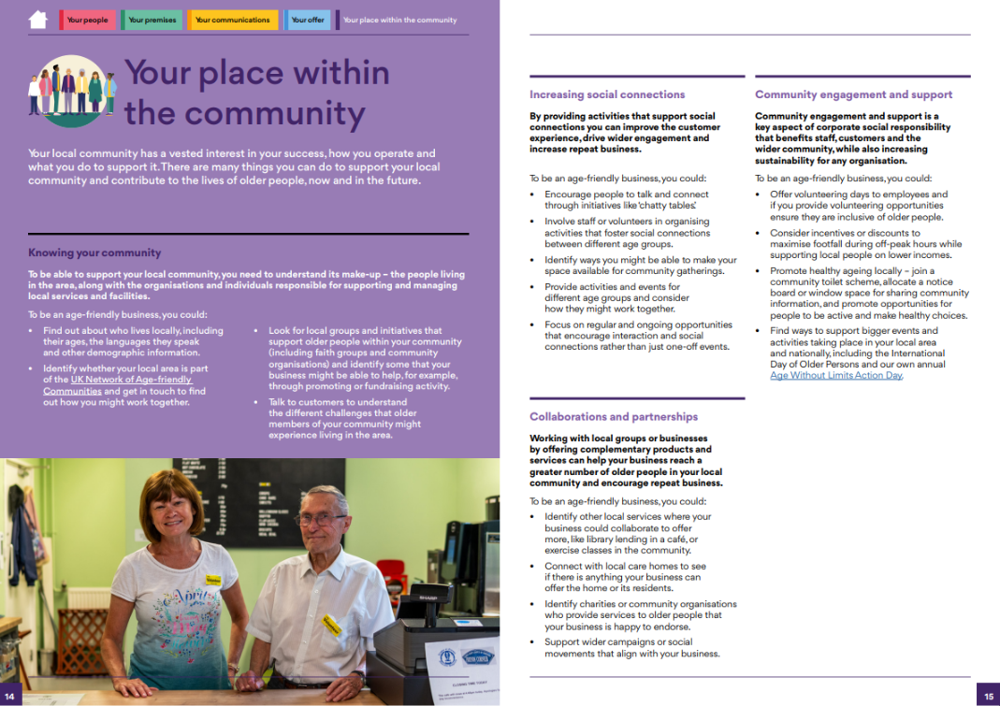 Your people
Your premises
Your communications
Your offer
Your place within the community
Your place within
the community
Your local community has a vested interest in your success, how you operate and
what you do to support it. There are many things you can do to support your local
community and contribute to the lives of older people, now and in the future.
Knowing your community
To be able to support your local community, you need to understand its make-up – the people living
in the area, along with the organisations and individuals responsible for supporting and managing
local services and facilities.
To be an age-friendly business, you could:
• Find out about who lives locally, including
their ages, the languages they speak
and other demographic information.
• Identify whether your local area is part
of the UK Network of Age-friendly
Communities and get in touch to find
out how you might work together.
• Look for local groups and initiatives that
support older people within your community
(including faith groups and community
organisations) and identify some that your
business might be able to help, for example,
through promoting or fundraising activity.
• Talk to customers to understand
the different challenges that older
members of your community might
experience living in the area.
April
SHARP
CLOSING TIME TODAY
14
Increasing social connections
By providing activities that support social
connections you can improve the customer
experience, drive wider engagement and
increase repeat business.
To be an age-friendly business, you could:
• Encourage people to talk and connect
through initiatives like ‘chatty tables’.
• Involve staff or volunteers in organising
activities that foster social connections
between different age groups.
• Identify ways you might be able to make your
space available for community gatherings.
• Provide activities and events for
different age groups and consider
how they might work together.
• Focus on regular and ongoing opportunities
that encourage interaction and social
connections rather than just one-off events.
Collaborations and partnerships
Working with local groups or businesses
by offering complementary products and
services can help your business reach a
greater number of older people in your local
community and encourage repeat business.
To be an age-friendly business, you could:
• Identify other local services where your
business could collaborate to offer
more, like library lending in a café, or
exercise classes in the community.
• Connect with local care homes to see
if there is anything your business can
offer the home or its residents.
• Identify charities or community organisations
who provide services to older people that
your business is happy to endorse.
• Support wider campaigns or social
movements that align with your business.
Community engagement and support
Community engagement and support is a
key aspect of corporate social responsibility
that benefits staff, customers and the
wider community, while also increasing
sustainability for any organisation.
To be an age-friendly business, you could:
• Offer volunteering days to employees and
if you provide volunteering opportunities
ensure they are inclusive of older people.
• Consider incentives or discounts to
maximise footfall during off-peak hours while
supporting local people on lower incomes.
• Promote healthy ageing locally – join a
community toilet scheme, allocate a notice
board or window space for sharing community
information, and promote opportunities for
people to be active and make healthy choices.
• Find ways to support bigger events and
activities taking place in your local area
and nationally, including the International
Day of Older Persons and our own annual
Age Without Limits Action Day.
15